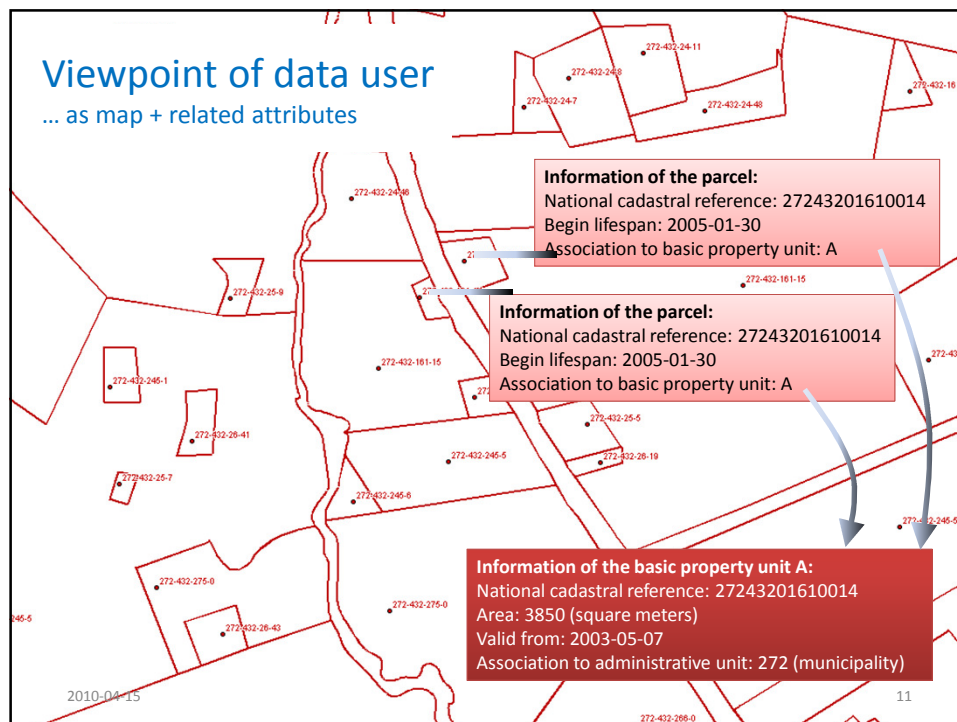 Viewpoint of data user
... as map + related attributes
272-432-24-11
272-432-24-8
272-432-24-7
272-432-24-48
272-432-16
272-432-24-46
Information of the parcel:
National cadastral reference: 27243201610014
Begin lifespan: 2005-01-30
Association to basic property unit: A
272-432-161-15
272-432-25-9
Information of the parcel:
National cadastral reference: 27243201610014
Begin lifespan: 2005-01-30
Association to basic property unit: A
272-432-161-15
272-432-245-1
272-432-25-5
272-432-26-41
272-432-245-5
272-432-26-19
272-432-25-7
272-432-245-6
272-432-245-5
Information of the basic property unit A:
National cadastral reference: 27243201610014
Area: 3850 (square meters)
Valid from: 2003-05-07
Association to administrative unit: 272 (municipality)
272-432-275-0
272-432-275-0
245-5
272-432-26-43
2010-04-15
11
272-432-266-0